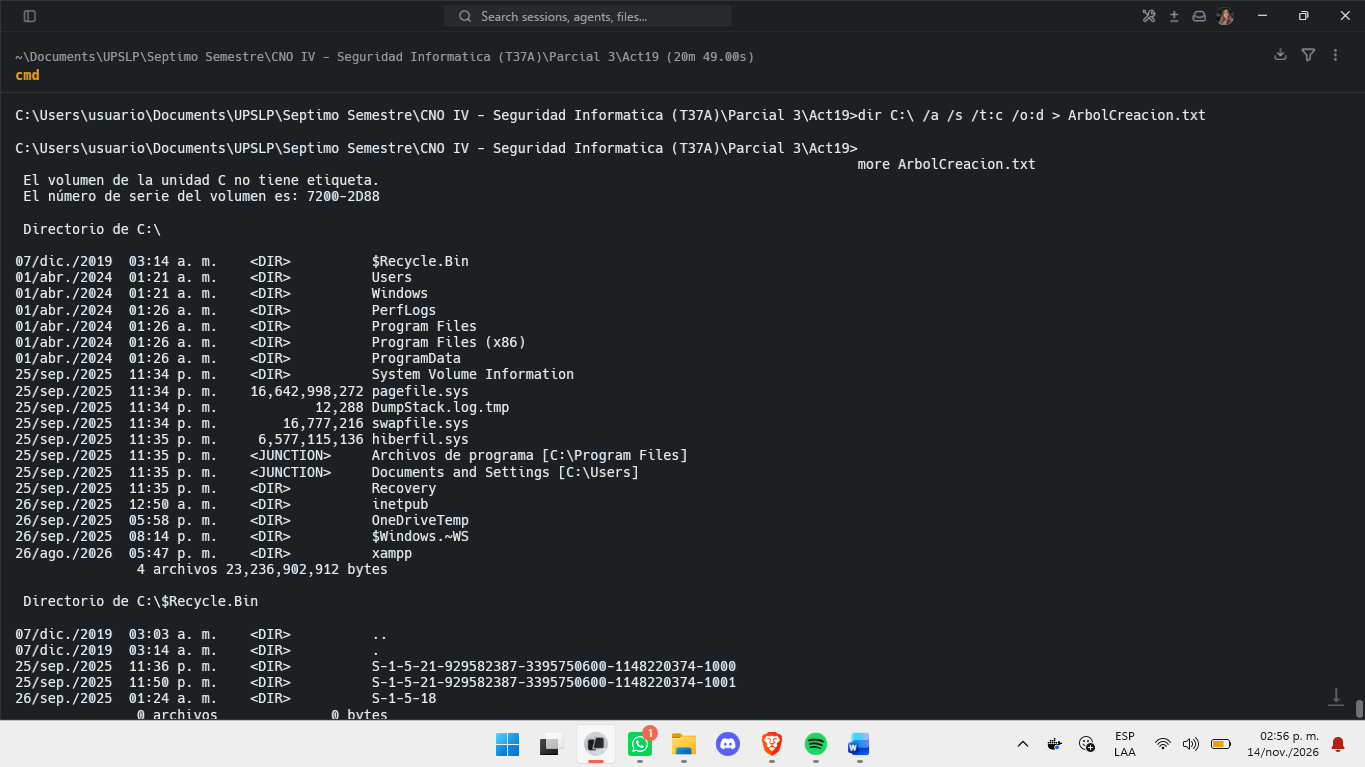 Search sessions, agents, files...
~\Documents\UPSLP\Septimo Semestre\CNO IV - Seguridad Informatica (T37A)\Parcial 3\Act19 (20m 49.00s)
cmd
C:\Users\usuario\Documents\UPSLP\Septimo Semestre\CNO IV - Seguridad Informatica (T37A)\Parcial 3\Act19>dir C:\ /a /s /t:c /o:d > ArbolCreacion.txt
C:\Users\usuario\Documents\UPSLP\Septimo Semestre\CNO IV - Seguridad Informatica (T37A)\Parcial 3\Act19>
more ArbolCreacion.txt
El volumen de la unidad C no tiene etiqueta.
El número de serie del volumen es: 7200-2D88
Directorio de C:\
07/dic./2019  03:14 a. m.    <DIR>          $Recycle.Bin
01/abr./2024  01:21 a. m.    <DIR>          Users
01/abr./2024  01:21 a. m.    <DIR>          Windows
01/abr./2024  01:26 a. m.    <DIR>          PerfLogs
01/abr./2024  01:26 a. m.    <DIR>          Program Files
01/abr./2024  01:26 a. m.    <DIR>          Program Files (x86)
01/abr./2024  01:26 a. m.    <DIR>          ProgramData
25/sep./2025  11:34 p. m.    <DIR>          System Volume Information
25/sep./2025  11:34 p. m.    16,642,998,272 pagefile.sys
25/sep./2025  11:34 p. m.            12,288 DumpStack.log.tmp
25/sep./2025  11:34 p. m.        16,777,216 swapfile.sys
25/sep./2025  11:35 p. m.     6,577,115,136 hiberfil.sys
25/sep./2025  11:35 p. m.    <JUNCTION>     Archivos de programa [C:\Program Files]
25/sep./2025  11:35 p. m.    <JUNCTION>     Documents and Settings [C:\Users]
25/sep./2025  11:35 p. m.    <DIR>          Recovery
26/sep./2025  12:50 a. m.    <DIR>          inetpub
26/sep./2025  05:58 p. m.    <DIR>          OneDriveTemp
26/sep./2025  08:14 p. m.    <DIR>          $Windows.~WS
26/ago./2026  05:47 p. m.    <DIR>          xampp
4 archivos 23,236,902,912 bytes
Directorio de C:\$Recycle.Bin
07/dic./2019  03:03 a. m.    <DIR>          ..
07/dic./2019  03:14 a. m.    <DIR>          .
25/sep./2025  11:36 p. m.    <DIR>          S-1-5-21-929582387-3395750600-1148220374-1000
25/sep./2025  11:50 p. m.    <DIR>          S-1-5-21-929582387-3395750600-1148220374-1001
26/sep./2025  01:24 a. m.    <DIR>          S-1-5-18
0 archivos              0 bytes
1
W
ESP
LAA
02:56 p. m.
14/nov./2026